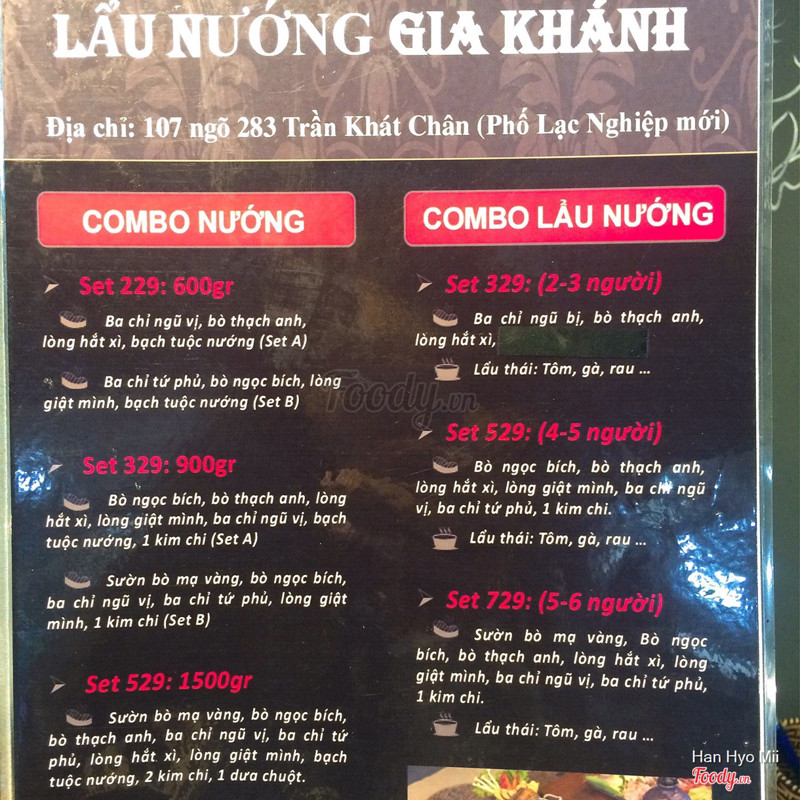 LẨU NƯỚNG GIA KHÁNH
Địa chỉ: 107 ngõ 283 Trần Khát Chân (Phố Lạc Nghiệp mới)
COMBO NƯỚNG
Set 229: 600gr
Ba chỉ ngũ vị, bò thạch anh,
lòng hắt xì, bạch tuộc nướng (Set A)
Ba chỉ tứ phủ, bò ngọc bích, lòng
giật mình, bạch tuộc nướng (Set B)
Set 329: 900gr
Bò ngọc bích, bò thạch anh, lòng
hắt xì, lòng giật mình, ba chỉ ngũ vị, bạch
tuộc nướng, 1 kim chi (Set A)
Sườn bò mạ vàng, bò ngọc bích,
ba chỉ ngũ vị, ba chỉ tứ phủ, lòng giật
mình, 1 kim chi (Set B)
Set 529: 1500gr
Sườn bò mạ vàng, bò ngọc bích,
bò thạch anh, ba chỉ ngũ vị, ba chỉ tứ
phủ, lòng hắt xì, lòng giật mình, bạch
tuộc nướng, 2 kim chi, 1 dưa chuột.
COMBO LẨU NƯỚNG
Set 329: (2-3 người)
Ba chỉ ngũ bị, bò thạch anh,
lòng hắt xì,
Lẩu thái: Tôm, gà, rau ...
Set 529: (4-5 người)
Bò ngọc bích, bò thạch anh,
lòng hắt xì, lòng giật mình, ba chỉ ngũ
vị, ba chỉ tứ phủ, 1 kim chi.
Lẩu thái: Tôm, gà, rau ...
Set 729: (5-6 người)
Sườn bò mạ vàng, Bò ngọc
bích, bò thạch anh, lòng hắt xì, lòng
giật mình, ba chỉ ngũ vị, ba chỉ tứ phủ,
1 kim chi.
Lẩu thái: Tôm, gà, rau ...
Foody.vn
Han Hyo Mii
Foody.vn